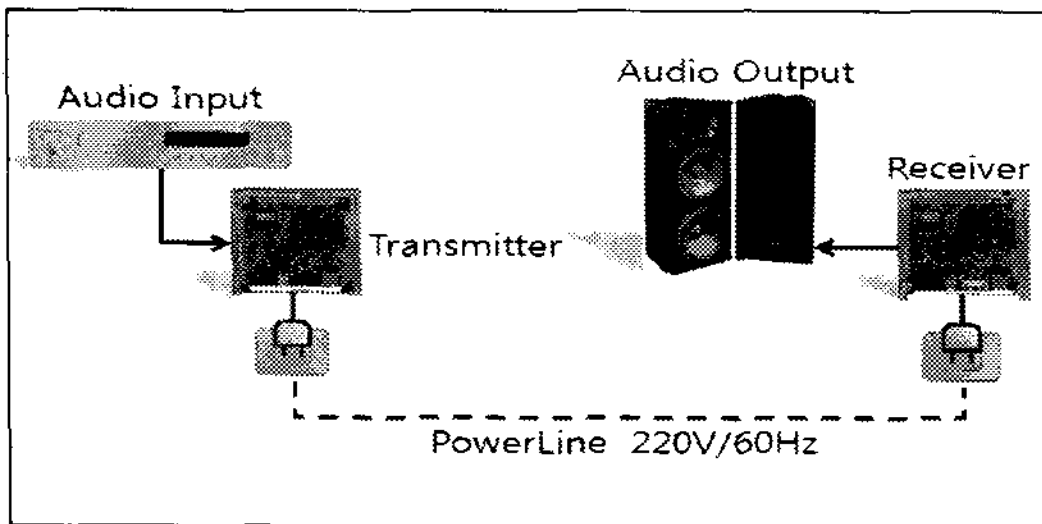 Audio Output
Audio Input
Receiver
Transmitter
PowerLine 220V/60Hz